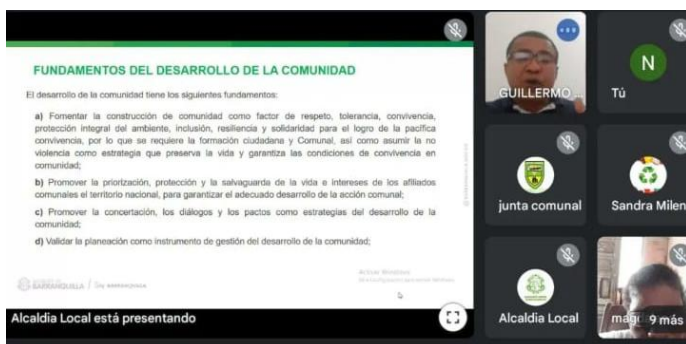 FUNDAMENTOS DEL DESARROLLO DE LA COMUNIDAD
El desarrollo de la comunidad tiene los siguientes fundamentos:
a) Fomentar la construcción de comunidad como factor de respeto, tolerancia, convivencia,
protección integral del ambiente, inclusión, resiliencia y solidaridad para el logro de la pacífica
convivencia, por lo que se requiere la formación ciudadana y Comunal, así como asumir la no
violencia como estrategia que preserva la vida y garantiza las condiciones de convivencia en
comunidad;
b) Promover la priorización, protección y la salvaguarda de la vida e intereses de los afiliados
comunales el territorio nacional, para garantizar el adecuado desarrollo de la acción comunal;
c) Promover la concertación, los diálogos y los pactos como estrategias del desarrollo de la
comunidad;
d) Validar la planeación como instrumento de gestión del desarrollo de la comunidad;
BARRANQUILLA
Soy BARRANQUILLA
Activar Windows
Alcaldia Local está presentando
GUILLERMO ...
N
Tú
junta comunal
Sandra Milen
Alcaldia Local
9 más